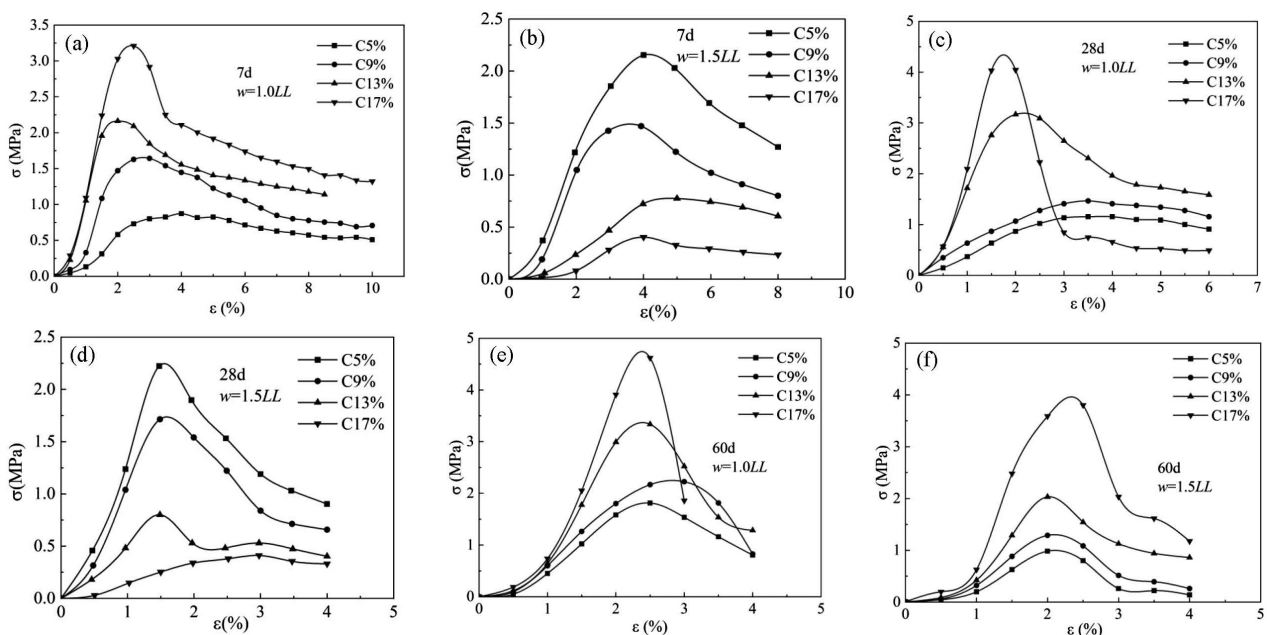 (a)
3.5
3.0
2.5
2.0
1.5
1.0
0.5
0.0
σ (MPa)
7d
w=1.0LL
C5%
C9%
C13%
C17%
0 2 4 6 8 10
ε (%)
(b)
2.5
2.0
1.5
1.0
0.5
0.0
σ(MPa)
7d
w=1.5LL
C5%
C9%
C13%
C17%
0 2 4 6 8 10
ε(%)
(c)
5
4
3
2
1
0
σ (MPa)
28d
w=1.0LL
C5%
C9%
C13%
C17%
0 1 2 3 4 5 6 7
ε (%)
(d)
2.5
2.0
1.5
1.0
0.5
0.0
σ (MPa)
28d
w=1.5LL
C5%
C9%
C13%
C17%
0 1 2 3 4 5
ε(%)
(e)
5
4
3
2
1
0
σ (MPa)
C5%
C9%
C13%
C17%
60d
w=1.0LL
0 1 2 3 4 5
ε (%)
(f)
5
4
3
2
1
0
σ (MPa)
C5%
C9%
C13%
C17%
60d
w=1.5LL
0 1 2 3 4 5
ε (%)